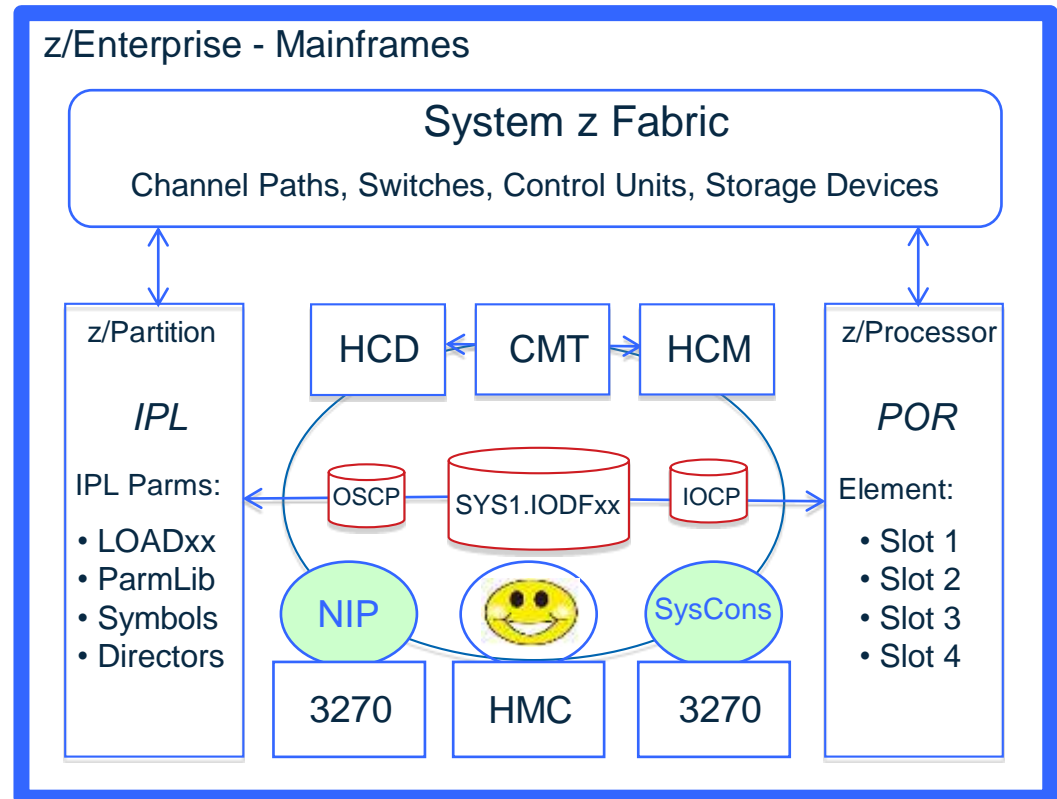 z/Enterprise - Mainframes
System z Fabric
Channel Paths, Switches, Control Units, Storage Devices
z/Partition
IPL
IPL Parms:
• LOADxx
• ParmLib
• Symbols
• Directors
HCD
CMT
HCM
OSCP
SYS1.IODFxx
IOCP
NIP
SysCons
3270
HMC
3270
z/Processor
POR
Element:
• Slot 1
• Slot 2
• Slot 3
• Slot 4